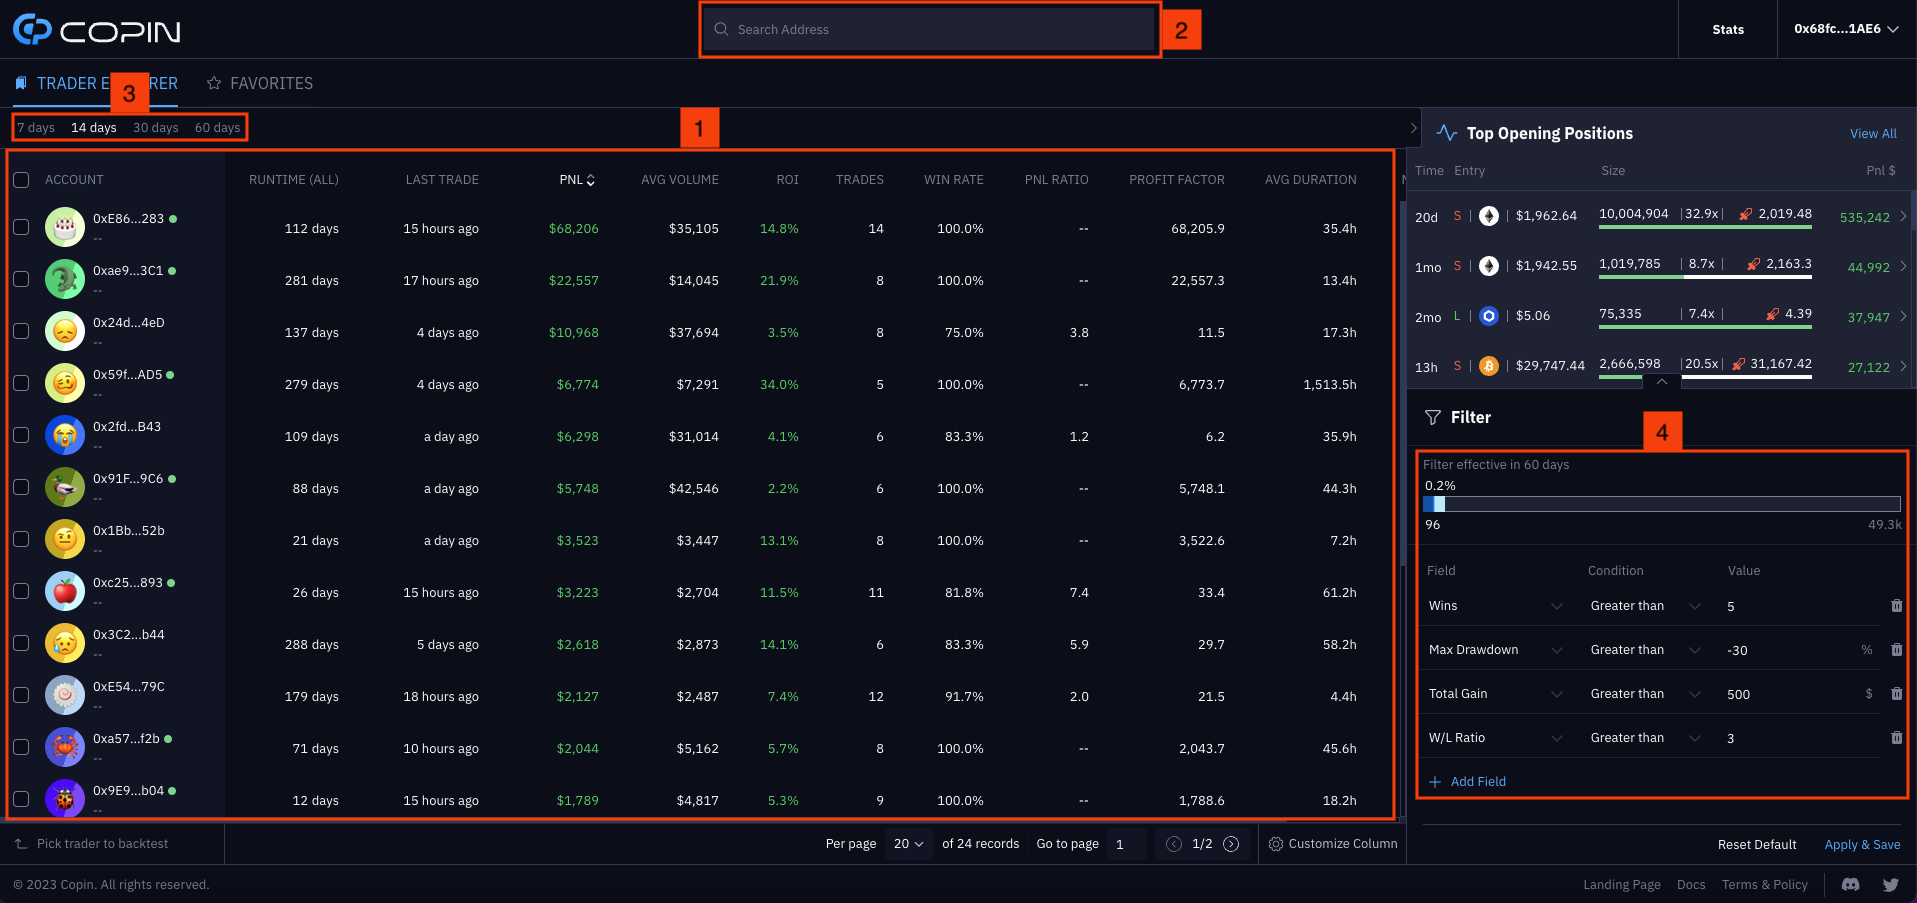 COPIN
Search Address
2
Stats
0x68fc...1AE6
TRADER E RER
FAVORITES
3
7 days 14 days 30 days 60 days
1
ACCOUNT RUNTIME (ALL) LAST TRADE PNL AVG VOLUME ROI TRADES WIN RATE PNL RATIO PROFIT FACTOR AVG DURATION
0xE86...283 -- 112 days 15 hours ago $68,206 $35,105 14.8% 14 100.0% -- 68,205.9 35.4h
0xae9...3C1 -- 281 days 17 hours ago $22,557 $14,045 21.9% 8 100.0% -- 22,557.3 13.4h
0x24d...4eD -- 137 days 4 days ago $10,968 $37,694 3.5% 8 75.0% 3.8 11.5 17.3h
0x59f...AD5 -- 279 days 4 days ago $6,774 $7,291 34.0% 5 100.0% -- 6,773.7 1,513.5h
0x2fd...B43 -- 109 days a day ago $6,298 $31,014 4.1% 6 83.3% 1.2 6.2 35.9h
0x91F...9C6 -- 88 days a day ago $5,748 $42,546 2.2% 6 100.0% -- 5,748.1 44.3h
0x1Bb...52b -- 21 days a day ago $3,523 $3,447 13.1% 8 100.0% -- 3,522.6 7.2h
0xc25...893 -- 26 days 15 hours ago $3,223 $2,704 11.5% 11 81.8% 7.4 33.4 61.2h
0x3C2...b44 -- 288 days 5 days ago $2,618 $2,873 14.1% 6 83.3% 5.9 29.7 58.2h
0xE54...79C -- 179 days 18 hours ago $2,127 $2,487 7.4% 12 91.7% 2.0 21.5 4.4h
0xa57...f2b -- 71 days 10 hours ago $2,044 $5,162 5.7% 8 100.0% -- 2,043.7 45.6h
0x9E9...b04 -- 12 days 15 hours ago $1,789 $4,817 5.3% 9 100.0% -- 1,788.6 18.2h
Pick trader to backtest
Per page 20 of 24 records Go to page 1 1/2 Customize Column
Top Opening Positions View All
Time Entry Size Pnl $
20d S | | $1,962.64 10,004,904 |32.9x| 2,019.48 535,242
1mo S | | $1,942.55 1,019,785 | 8.7x | 2,163.3 44,992
2mo L | | $5.06 75,335 | 7.4x | 4.39 37,947
13h S | | $29,747.44 2,666,598 |20.5x| 31,167.42 27,122
Filter
4
Filter effective in 60 days
0.2%
96 49.3k
Field Condition Value
Wins Greater than 5
Max Drawdown Greater than -30 %
Total Gain Greater than 500 $
W/L Ratio Greater than 3
+ Add Field
Reset Default Apply & Save
© 2023 Copin. All rights reserved.
Landing Page Docs Terms & Policy